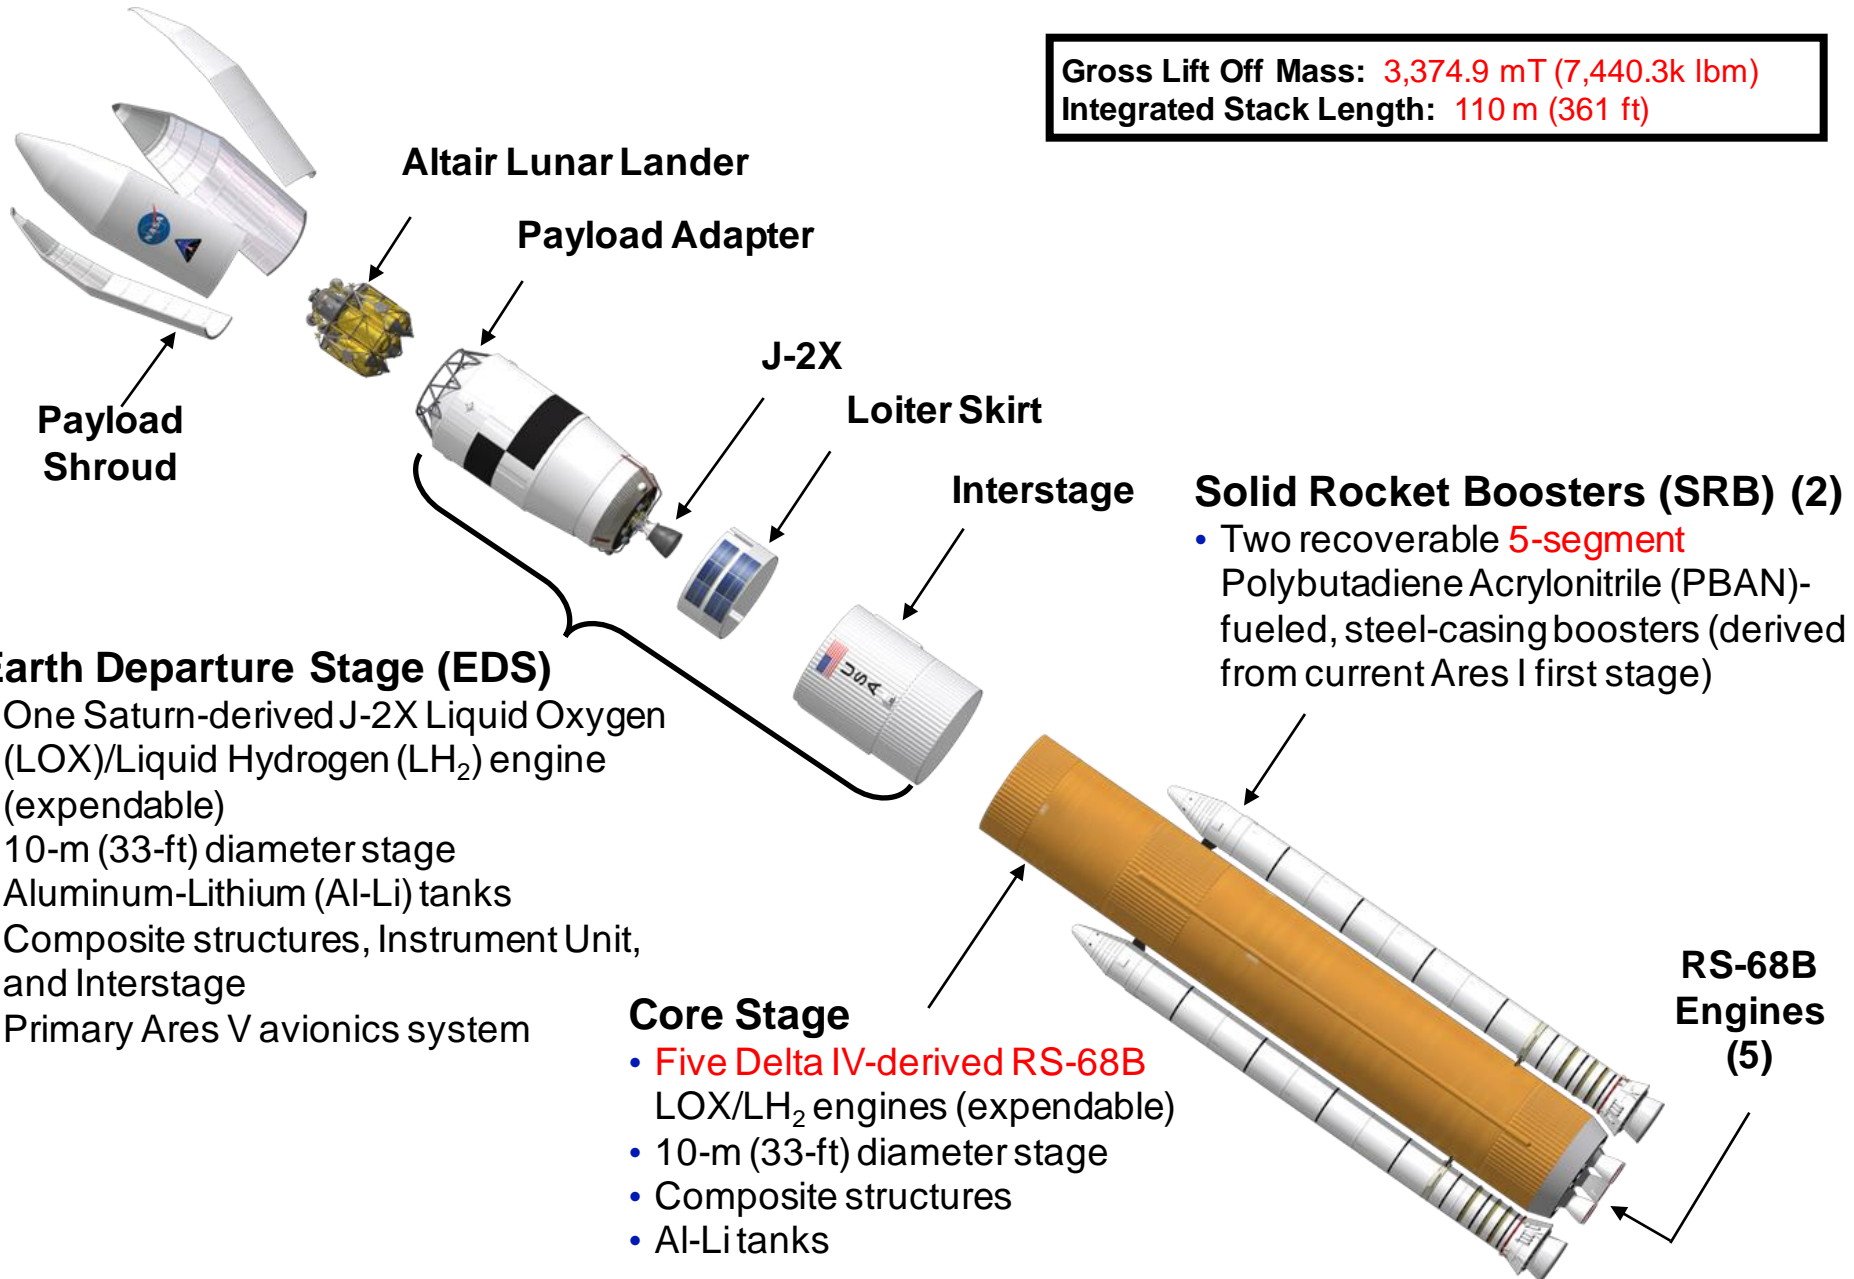 Gross Lift Off Mass: 3,374.9 mT (7,440.3k lbm)
Integrated Stack Length: 110 m (361 ft)
Altair Lunar Lander
Payload Adapter
J-2X
Loiter Skirt
Interstage
Payload
Shroud
NASA
USA
Solid Rocket Boosters (SRB) (2)
• Two recoverable 5-segment
Polybutadiene Acrylonitrile (PBAN)-
fueled, steel-casing boosters (derived
from current Ares I first stage)
Earth Departure Stage (EDS)
One Saturn-derived J-2X Liquid Oxygen
(LOX)/Liquid Hydrogen (LH₂) engine
(expendable)
10-m (33-ft) diameter stage
Aluminum-Lithium (Al-Li) tanks
Composite structures, Instrument Unit,
and Interstage
Primary Ares V avionics system
Core Stage
• Five Delta IV-derived RS-68B
LOX/LH₂ engines (expendable)
• 10-m (33-ft) diameter stage
• Composite structures
• Al-Li tanks
RS-68B
Engines
(5)